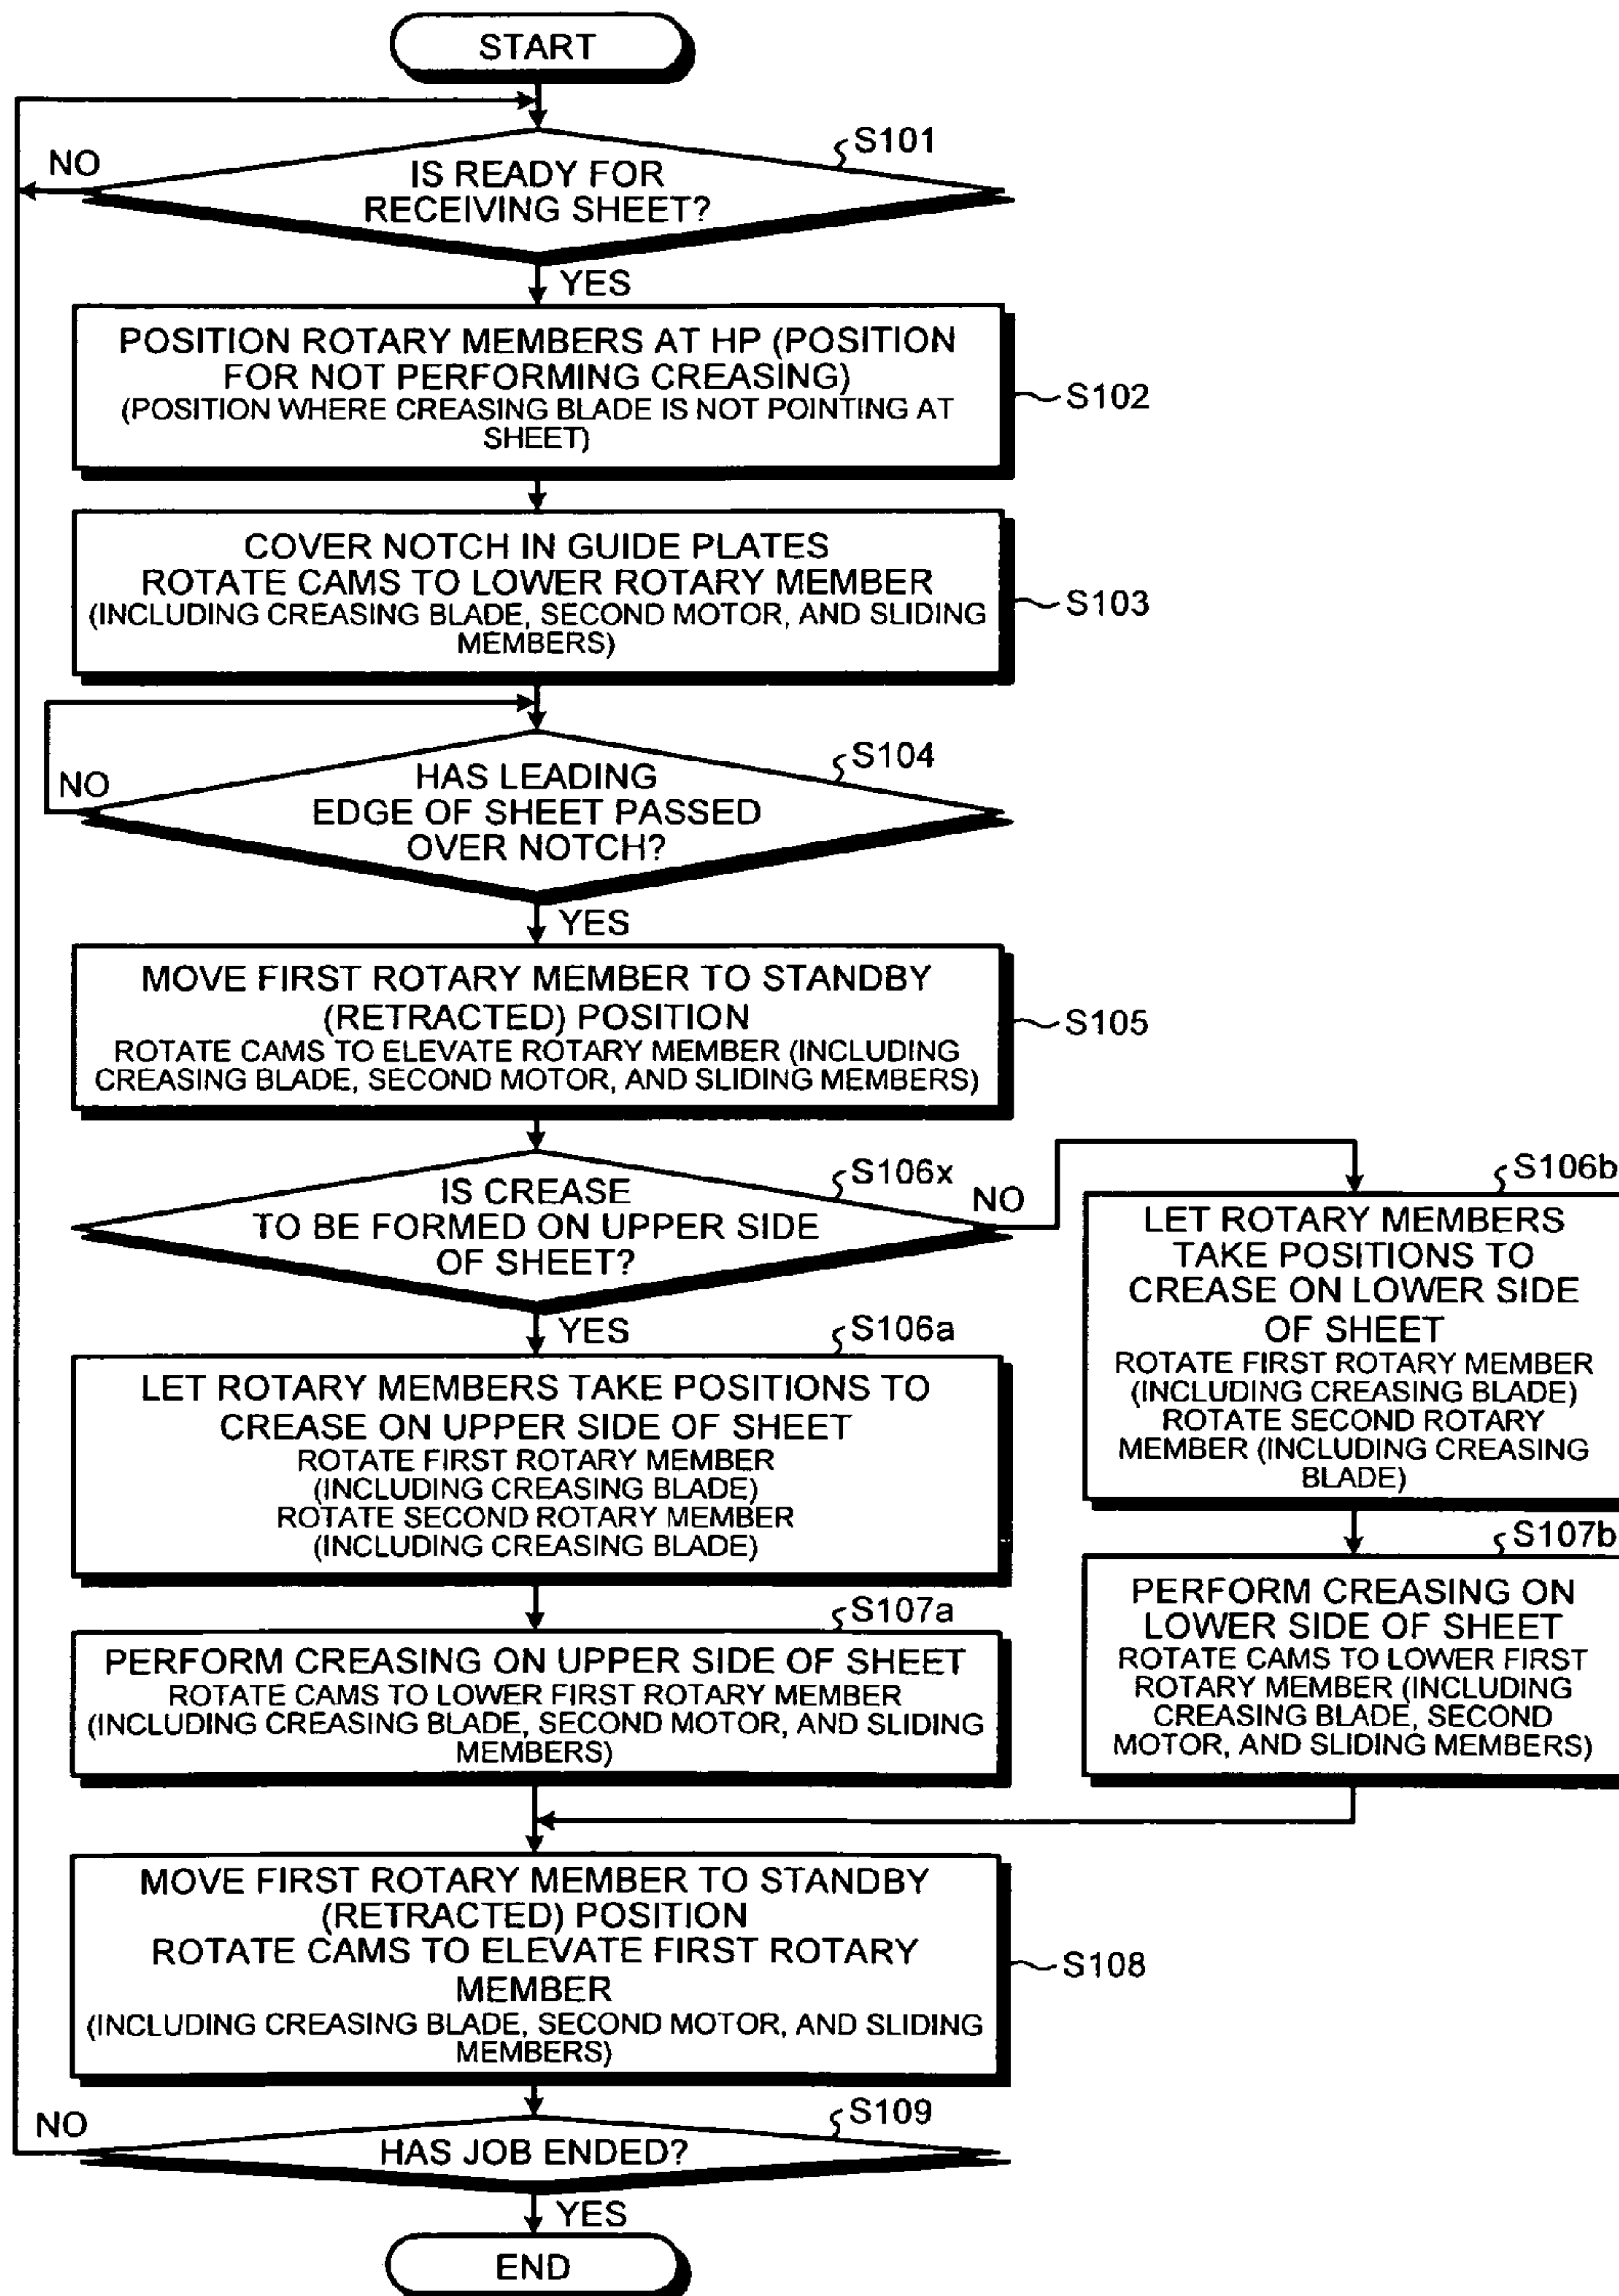 START
S101
NO
IS READY FOR
RECEIVING SHEET?
YES
POSITION ROTARY MEMBERS AT HP (POSITION
FOR NOT PERFORMING CREASING)
(POSITION WHERE CREASING BLADE IS NOT POINTING AT
SHEET)
S102
COVER NOTCH IN GUIDE PLATES
ROTATE CAMS TO LOWER ROTARY MEMBER
(INCLUDING CREASING BLADE, SECOND MOTOR, AND SLIDING
MEMBERS)
S103
S104
NO
HAS LEADING
EDGE OF SHEET PASSED
OVER NOTCH?
YES
MOVE FIRST ROTARY MEMBER TO STANDBY
(RETRACTED) POSITION
ROTATE CAMS TO ELEVATE ROTARY MEMBER (INCLUDING
CREASING BLADE, SECOND MOTOR, AND SLIDING MEMBERS)
S105
S106x
NO
IS CREASE
TO BE FORMED ON UPPER SIDE
OF SHEET?
YES
S106a
LET ROTARY MEMBERS TAKE POSITIONS TO
CREASE ON UPPER SIDE OF SHEET
ROTATE FIRST ROTARY MEMBER
(INCLUDING CREASING BLADE)
ROTATE SECOND ROTARY MEMBER
(INCLUDING CREASING BLADE)
S107a
PERFORM CREASING ON UPPER SIDE OF SHEET
ROTATE CAMS TO LOWER FIRST ROTARY MEMBER
(INCLUDING CREASING BLADE, SECOND MOTOR, AND SLIDING
MEMBERS)
S106b
LET ROTARY MEMBERS
TAKE POSITIONS TO
CREASE ON LOWER SIDE
OF SHEET
ROTATE FIRST ROTARY MEMBER
(INCLUDING CREASING BLADE)
ROTATE SECOND ROTARY
MEMBER (INCLUDING CREASING
BLADE)
S107b
PERFORM CREASING ON
LOWER SIDE OF SHEET
ROTATE CAMS TO LOWER FIRST
ROTARY MEMBER (INCLUDING
CREASING BLADE, SECOND
MOTOR, AND SLIDING MEMBERS)
MOVE FIRST ROTARY MEMBER TO STANDBY
(RETRACTED) POSITION
ROTATE CAMS TO ELEVATE FIRST ROTARY
MEMBER
(INCLUDING CREASING BLADE, SECOND MOTOR, AND SLIDING
MEMBERS)
S108
S109
NO
HAS JOB ENDED?
YES
END